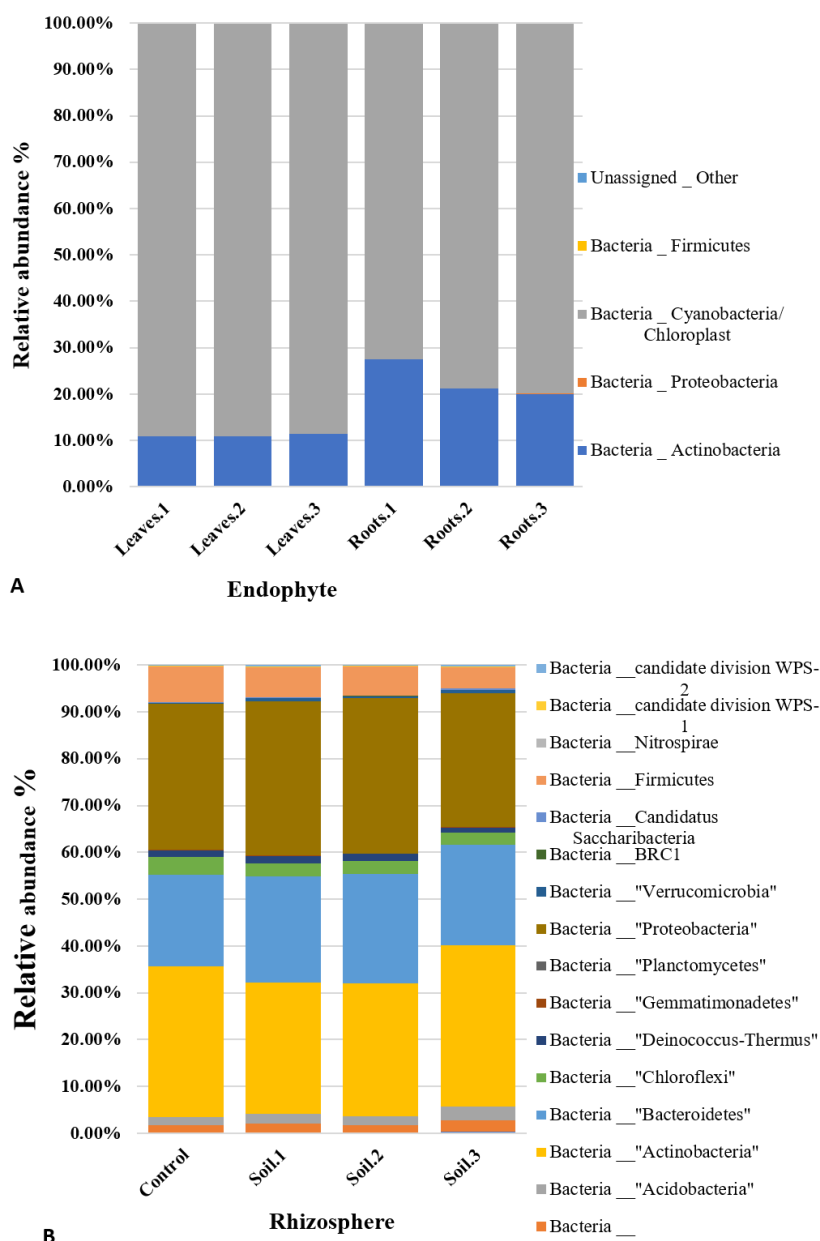 100.00%
90.00%
80.00%
70.00%
60.00%
50.00%
40.00%
30.00%
20.00%
10.00%
0.00%
Relative abundance %
Leaves.1
Leaves.2
Leaves.3
Roots.1
Roots.2
Roots.3
Endophyte
Unassigned _ Other
Bacteria _ Firmicutes
Bacteria _ Cyanobacteria/
Chloroplast
Bacteria _ Proteobacteria
Bacteria _ Actinobacteria
A
100.00%
90.00%
80.00%
70.00%
60.00%
50.00%
40.00%
30.00%
20.00%
10.00%
0.00%
Relative abundance %
Control
Soil.1
Soil.2
Soil.3
Rhizosphere
Bacteria __candidate division WPS-
2
Bacteria __candidate division WPS-
1
Bacteria __Nitrospirae
Bacteria __Firmicutes
Bacteria __Candidatus
Saccharibacteria
Bacteria __BRC1
Bacteria __"Verrucomicrobia"
Bacteria __"Proteobacteria"
Bacteria __"Planctomycetes"
Bacteria __"Gemmatimonadetes"
Bacteria __"Deinococcus-Thermus"
Bacteria __"Chloroflexi"
Bacteria __"Bacteroidetes"
Bacteria __"Actinobacteria"
Bacteria __"Acidobacteria"
Bacteria __
B